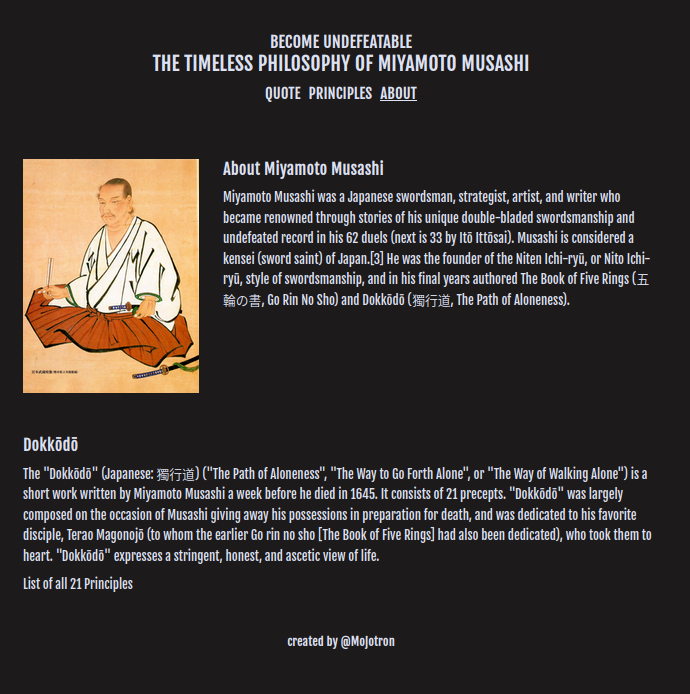 BECOME UNDEFEATABLE
THE TIMELESS PHILOSOPHY OF MIYAMOTO MUSASHI
QUOTE PRINCIPLES ABOUT
About Miyamoto Musashi
Miyamoto Musashi was a Japanese swordsman, strategist, artist, and writer who
became renowned through stories of his unique double-bladed swordsmanship and
undefeated record in his 62 duels (next is 33 by Itō Ittōsai). Musashi is considered a
kensei (sword saint) of Japan.[3] He was the founder of the Niten Ichi-ryū, or Nito Ichi-
ryū, style of swordsmanship, and in his final years authored The Book of Five Rings (五
輪の書, Go Rin No Sho) and Dokkōdō (獨行道, The Path of Aloneness).
Dokkōdō
The "Dokkōdō" (Japanese: 獨行道) ("The Path of Aloneness", "The Way to Go Forth Alone", or "The Way of Walking Alone") is a
short work written by Miyamoto Musashi a week before he died in 1645. It consists of 21 precepts. "Dokkōdō" was largely
composed on the occasion of Musashi giving away his possessions in preparation for death, and was dedicated to his favorite
disciple, Terao Magonojō (to whom the earlier Go rin no sho [The Book of Five Rings] had also been dedicated), who took them to
heart. "Dokkōdō" expresses a stringent, honest, and ascetic view of life.
List of all 21 Principles
created by @Mojotron